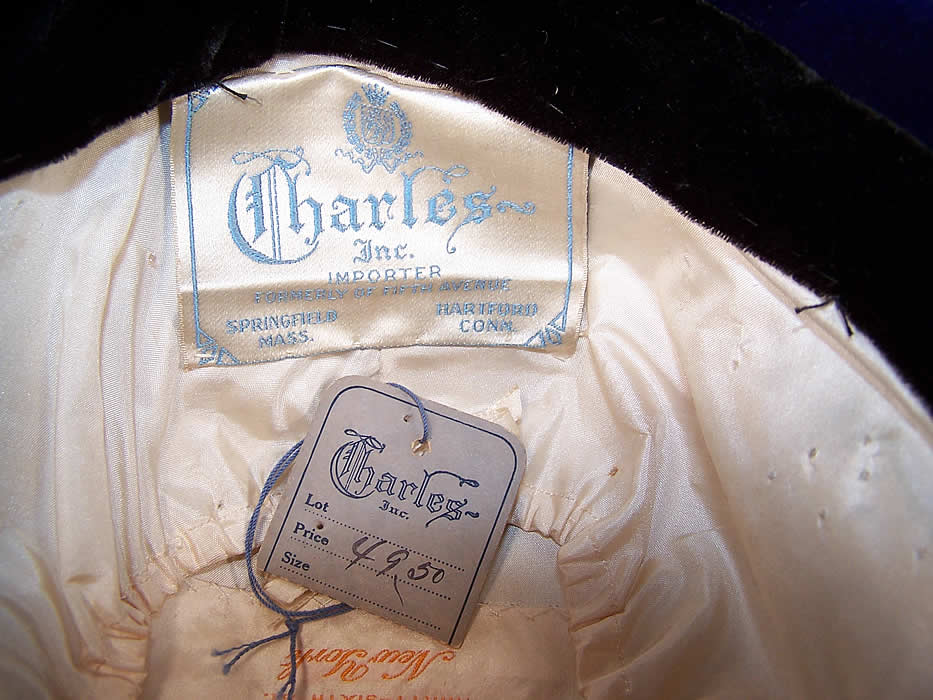 Charles
Inc.
IMPORTER
FORMERLY OF FIFTH AVENUE
SPRINGFIELD
MASS.
HARTFORD
CONN.
Charles
Inc.
Lot
Price 49 50
Size
New York